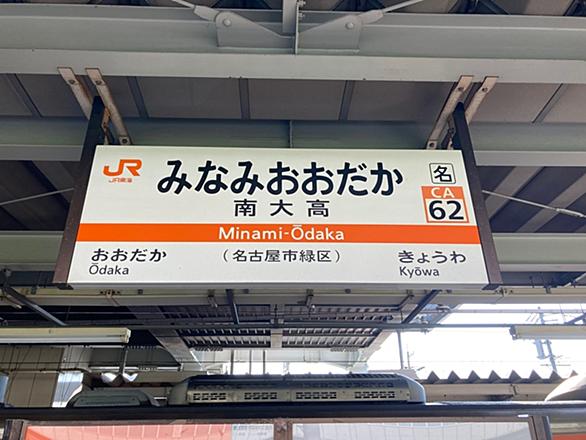 JR
JR東海
みなみおおだか
名
南大高
CA
62
Minami-Ōdaka
おおだか
Ōdaka
（名古屋市緑区）
きょうわ
Kyōwa